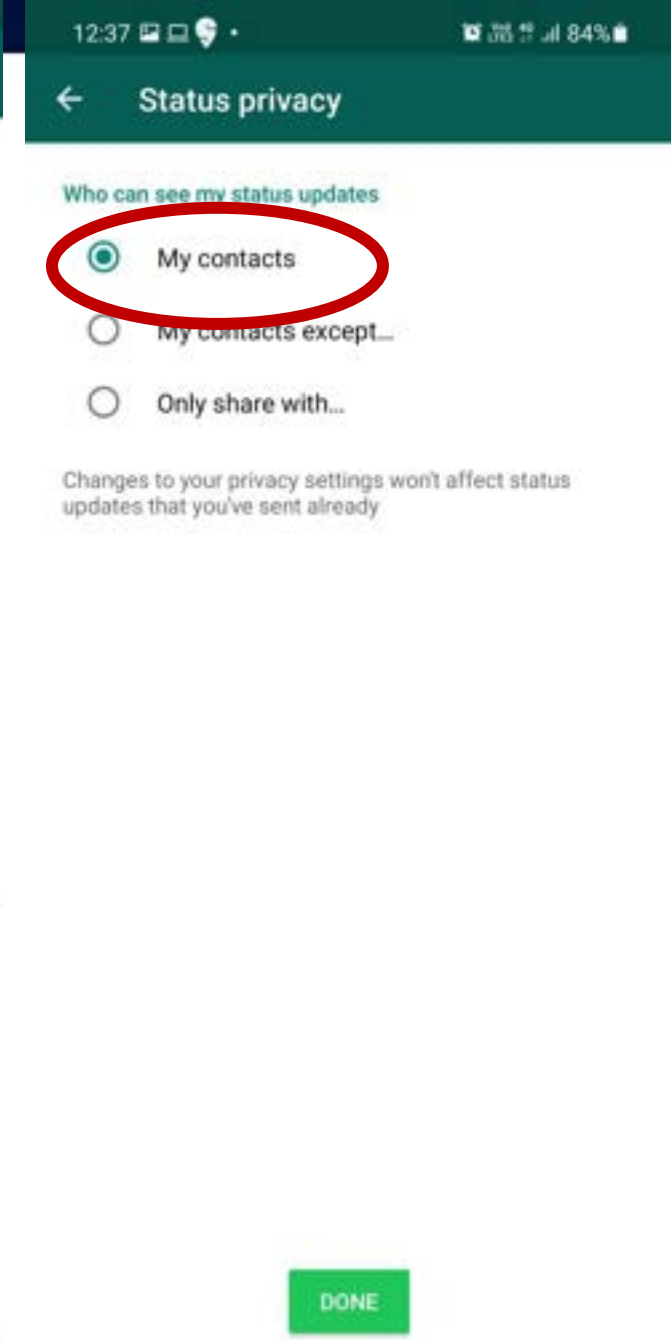 12:37 84%
Status privacy
Who can see my status updates
My contacts
My contacts except...
Only share with...
Changes to your privacy settings won't affect status
updates that you've sent already
DONE